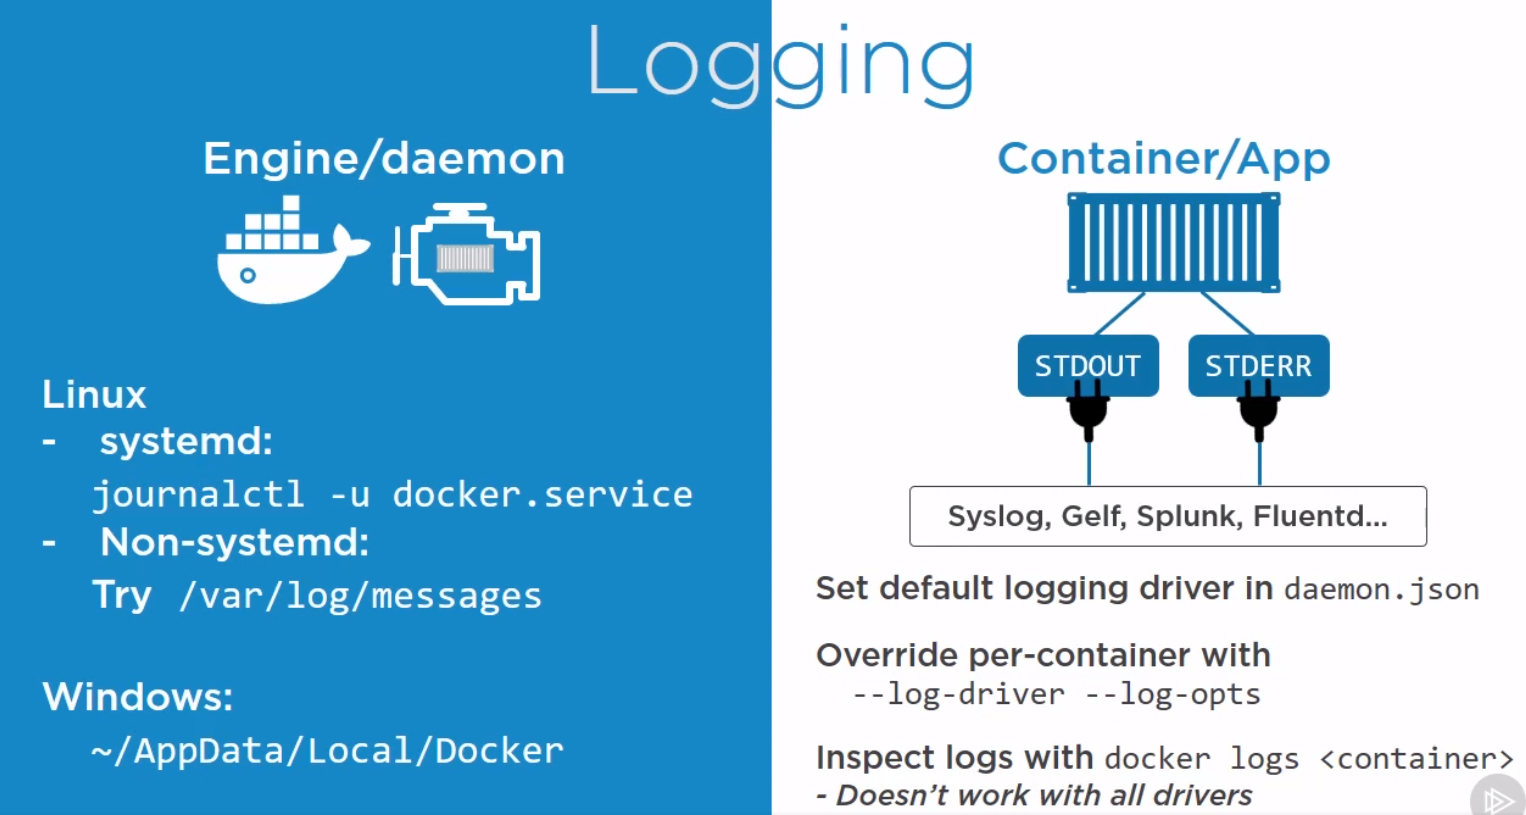 Logging
Engine/daemon
Linux
- systemd:
journalctl -u docker.service
- Non-systemd:
Try /var/log/messages
Windows:
~/AppData/Local/Docker
Container/App
STDOUT STDERR
Syslog, Gelf, Splunk, Fluentd...
Set default logging driver in daemon.json
Override per-container with
--log-driver --log-opts
Inspect logs with docker logs <container>
- Doesn't work with all drivers